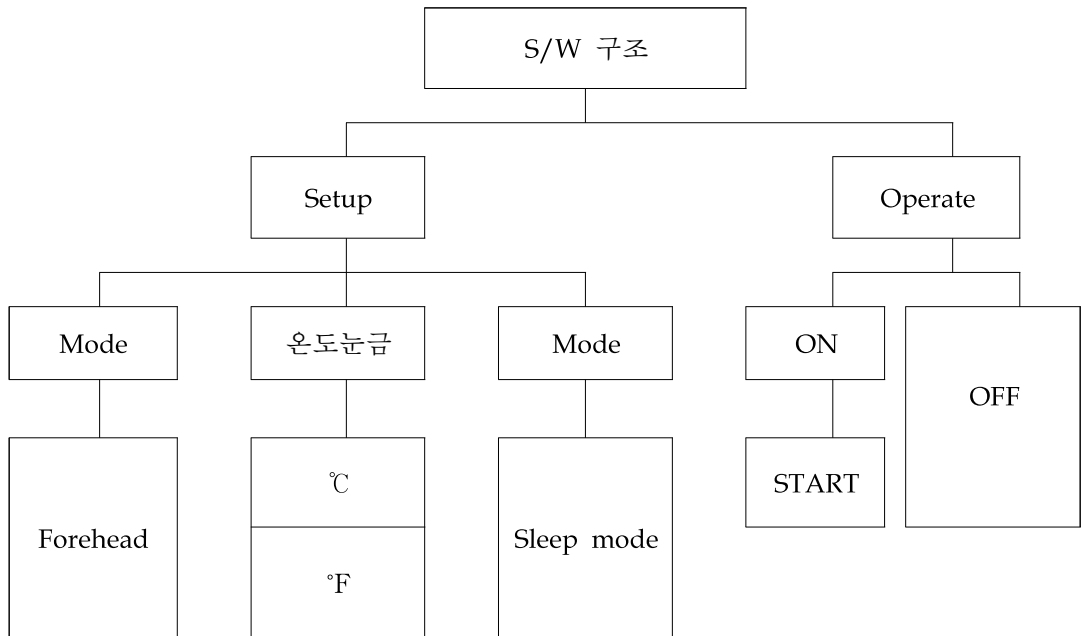 S/W 구조
Setup
Operate
Mode
온도눈금
Mode
ON
OFF
Forehead
℃
°F
Sleep mode
START